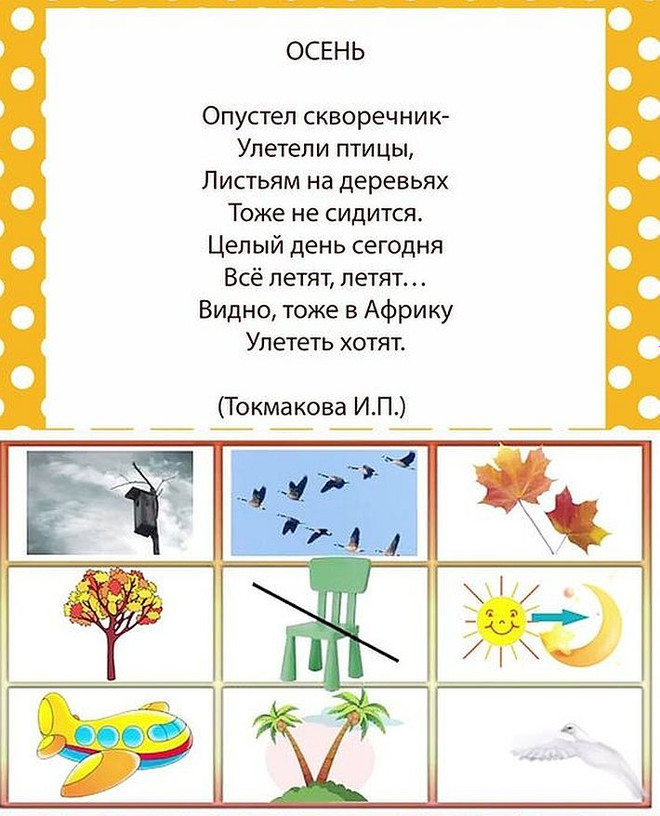 ОСЕНЬ
Опустел скворечник-
Улетели птицы,
Листьям на деревьях
Тоже не сидится.
Целый день сегодня
Всё летят, летят...
Видно, тоже в Африку
Улететь хотят.
(Токмакова И.П.)